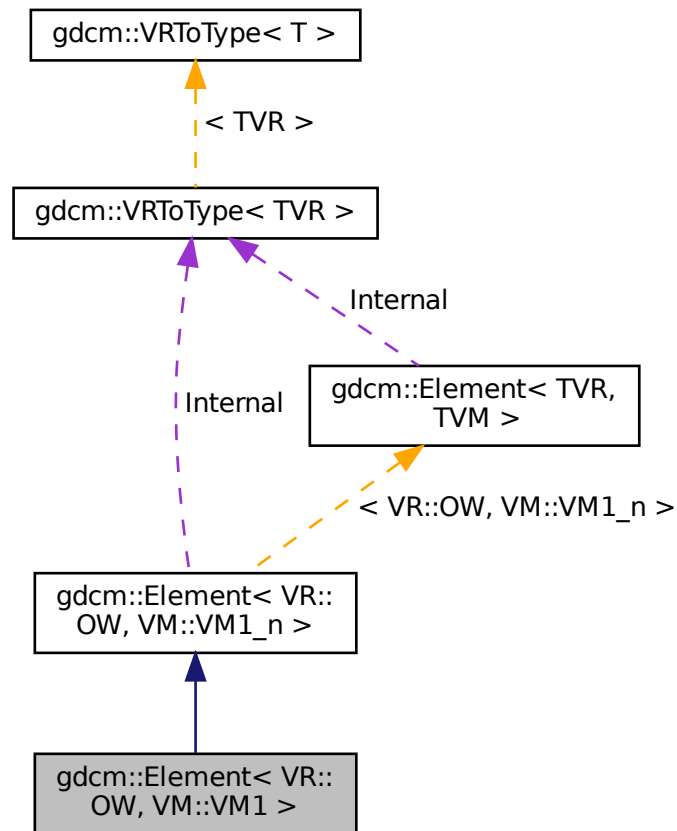 gdcm::VRToType< T >
< TVR >
gdcm::VRToType< TVR >
Internal
gdcm::Element< TVR,
TVM >
Internal
< VR::OW, VM::VM1_n >
gdcm::Element< VR::
OW, VM::VM1_n >
gdcm::Element< VR::
OW, VM::VM1 >